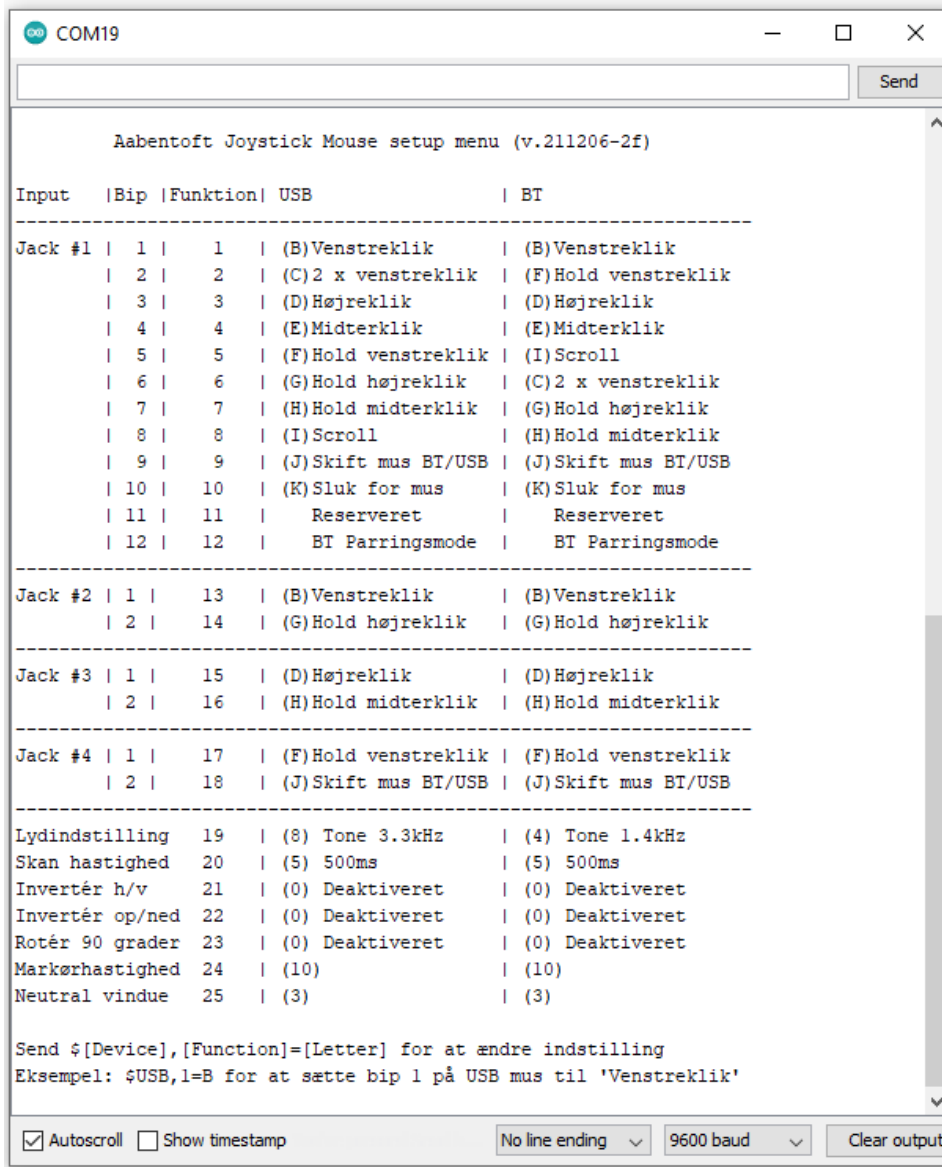 COM19
Send
Aabentoft Joystick Mouse setup menu (v.211206-2f)
Input |Bip |Funktion| USB | BT
--------------------------------------------------------------------
Jack #1 | 1 | 1 | (B)Venstreklik | (B)Venstreklik
| 2 | 2 | (C)2 x venstreklik | (F)Hold venstreklik
| 3 | 3 | (D)Højreklik | (D)Højreklik
| 4 | 4 | (E)Midterklik | (E)Midterklik
| 5 | 5 | (F)Hold venstreklik | (I)Scroll
| 6 | 6 | (G)Hold højreklik | (C)2 x venstreklik
| 7 | 7 | (H)Hold midterklik | (G)Hold højreklik
| 8 | 8 | (I)Scroll | (H)Hold midterklik
| 9 | 9 | (J)Skift mus BT/USB | (J)Skift mus BT/USB
| 10 | 10 | (K)Sluk for mus | (K)Sluk for mus
| 11 | 11 | Reserveret | Reserveret
| 12 | 12 | BT Parringsmode | BT Parringsmode
--------------------------------------------------------------------
Jack #2 | 1 | 13 | (B)Venstreklik | (B)Venstreklik
| 2 | 14 | (G)Hold højreklik | (G)Hold højreklik
--------------------------------------------------------------------
Jack #3 | 1 | 15 | (D)Højreklik | (D)Højreklik
| 2 | 16 | (H)Hold midterklik | (H)Hold midterklik
--------------------------------------------------------------------
Jack #4 | 1 | 17 | (F)Hold venstreklik | (F)Hold venstreklik
| 2 | 18 | (J)Skift mus BT/USB | (J)Skift mus BT/USB
--------------------------------------------------------------------
Lydindstilling 19 | (8) Tone 3.3kHz | (4) Tone 1.4kHz
Skan hastighed 20 | (5) 500ms | (5) 500ms
Invertér h/v 21 | (0) Deaktiveret | (0) Deaktiveret
Invertér op/ned 22 | (0) Deaktiveret | (0) Deaktiveret
Rotér 90 grader 23 | (0) Deaktiveret | (0) Deaktiveret
Markørhastighed 24 | (10) | (10)
Neutral vindue 25 | (3) | (3)
Send $[Device],[Function]=[Letter] for at ændre indstilling
Eksempel: $USB,1=B for at sætte bip 1 på USB mus til 'Venstreklik'
Autoscroll Show timestamp No line ending 9600 baud Clear output